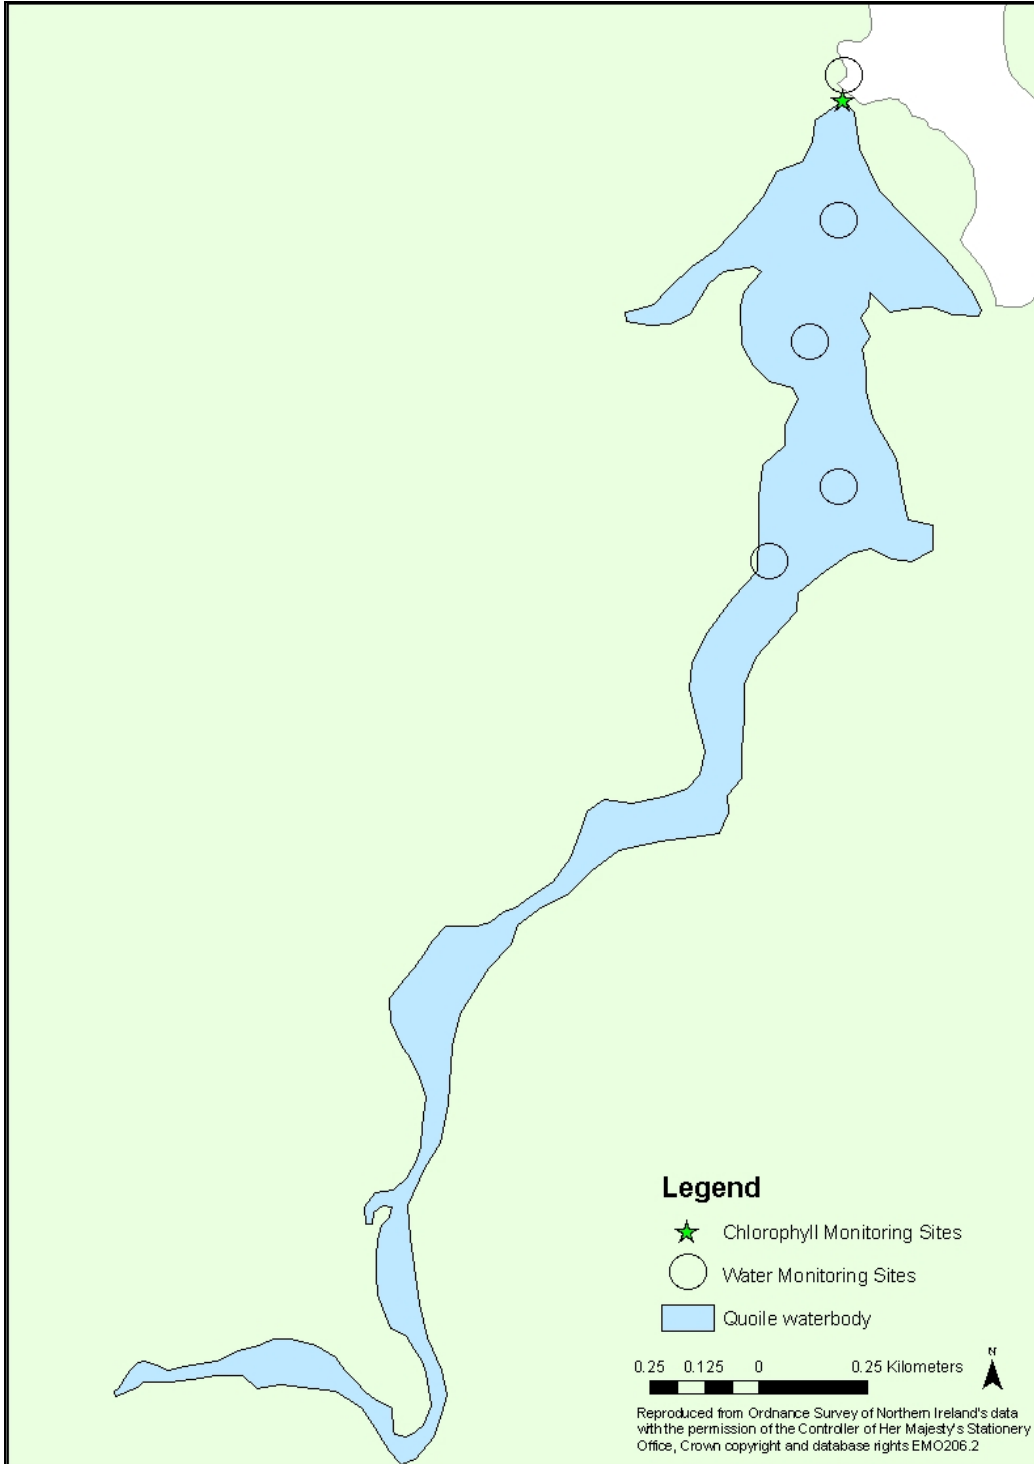 Legend
Chlorophyll Monitoring Sites
Water Monitoring Sites
Quoile waterbody
0.25 0.125 0 0.25 Kilometers
N
Reproduced from Ordnance Survey of Northern Ireland's data
with the permission of the Controller of Her Majesty's Stationery
Office, Crown copyright and database rights EMO206.2